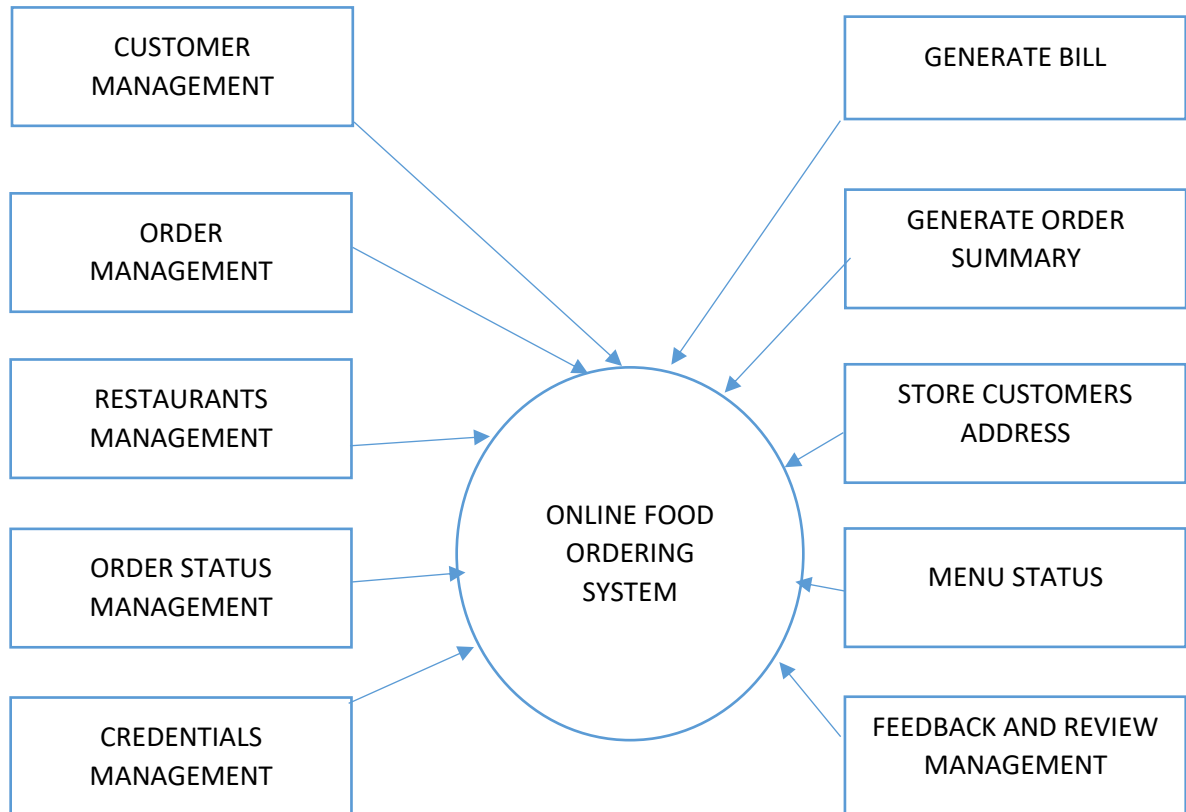 CUSTOMER
MANAGEMENT
ORDER
MANAGEMENT
RESTAURANTS
MANAGEMENT
ORDER STATUS
MANAGEMENT
CREDENTIALS
MANAGEMENT
ONLINE FOOD
ORDERING
SYSTEM
GENERATE BILL
GENERATE ORDER
SUMMARY
STORE CUSTOMERS
ADDRESS
MENU STATUS
FEEDBACK AND REVIEW
MANAGEMENT